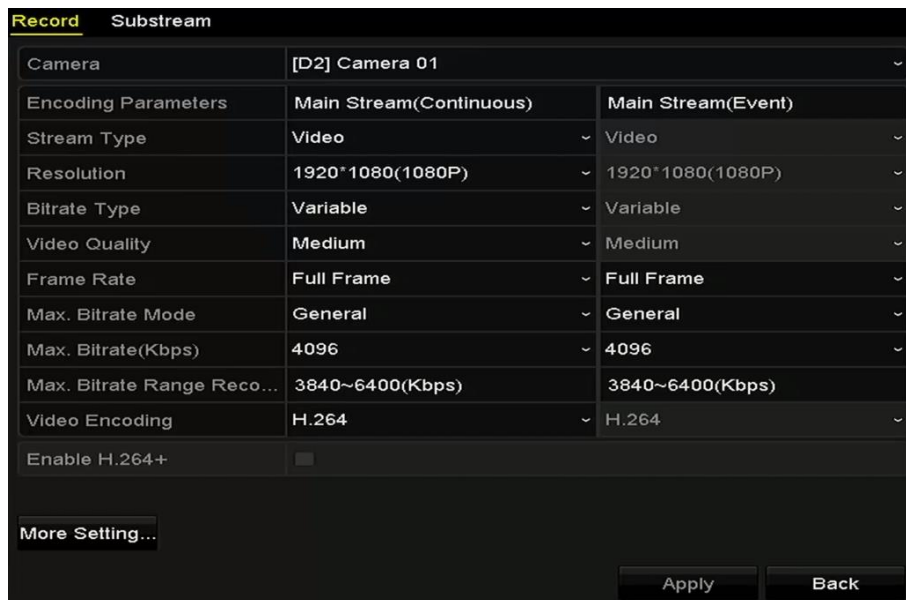 Record Substream
Camera [D2] Camera 01
Encoding Parameters Main Stream(Continuous) Main Stream(Event)
Stream Type Video Video
Resolution 1920*1080(1080P) 1920*1080(1080P)
Bitrate Type Variable Variable
Video Quality Medium Medium
Frame Rate Full Frame Full Frame
Max. Bitrate Mode General General
Max. Bitrate(Kbps) 4096 4096
Max. Bitrate Range Reco... 3840~6400(Kbps) 3840~6400(Kbps)
Video Encoding H.264 H.264
Enable H.264+
More Setting...
Apply Back